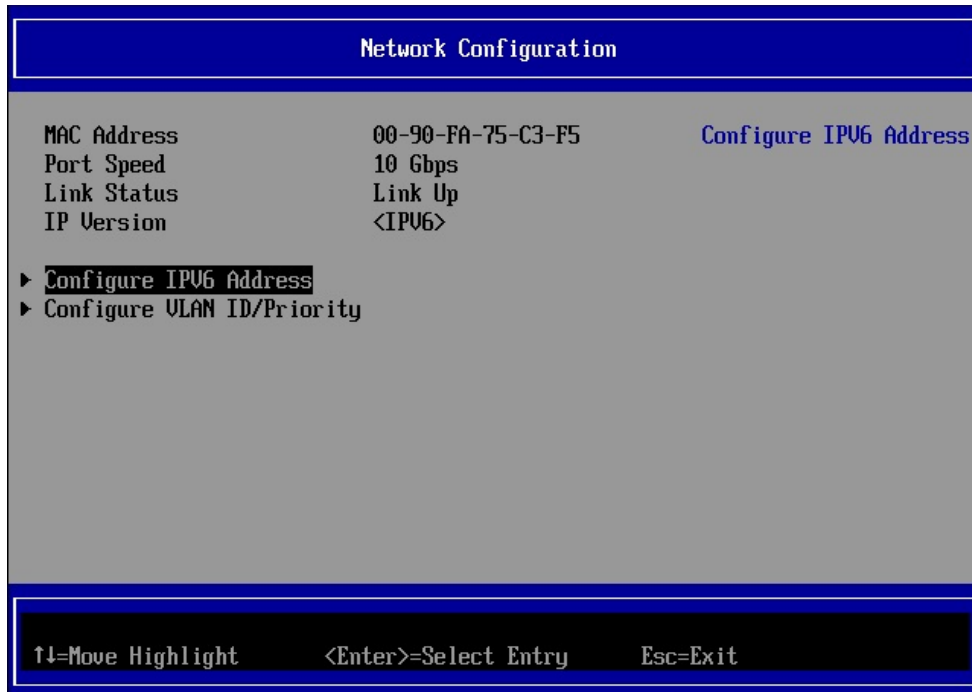 Network Configuration
MAC Address 00-90-FA-75-C3-F5 Configure IPV6 Address
Port Speed 10 Gbps
Link Status Link Up
IP Version <IPV6>
Configure IPV6 Address
Configure VLAN ID/Priority
↑↓=Move Highlight <Enter>=Select Entry Esc=Exit